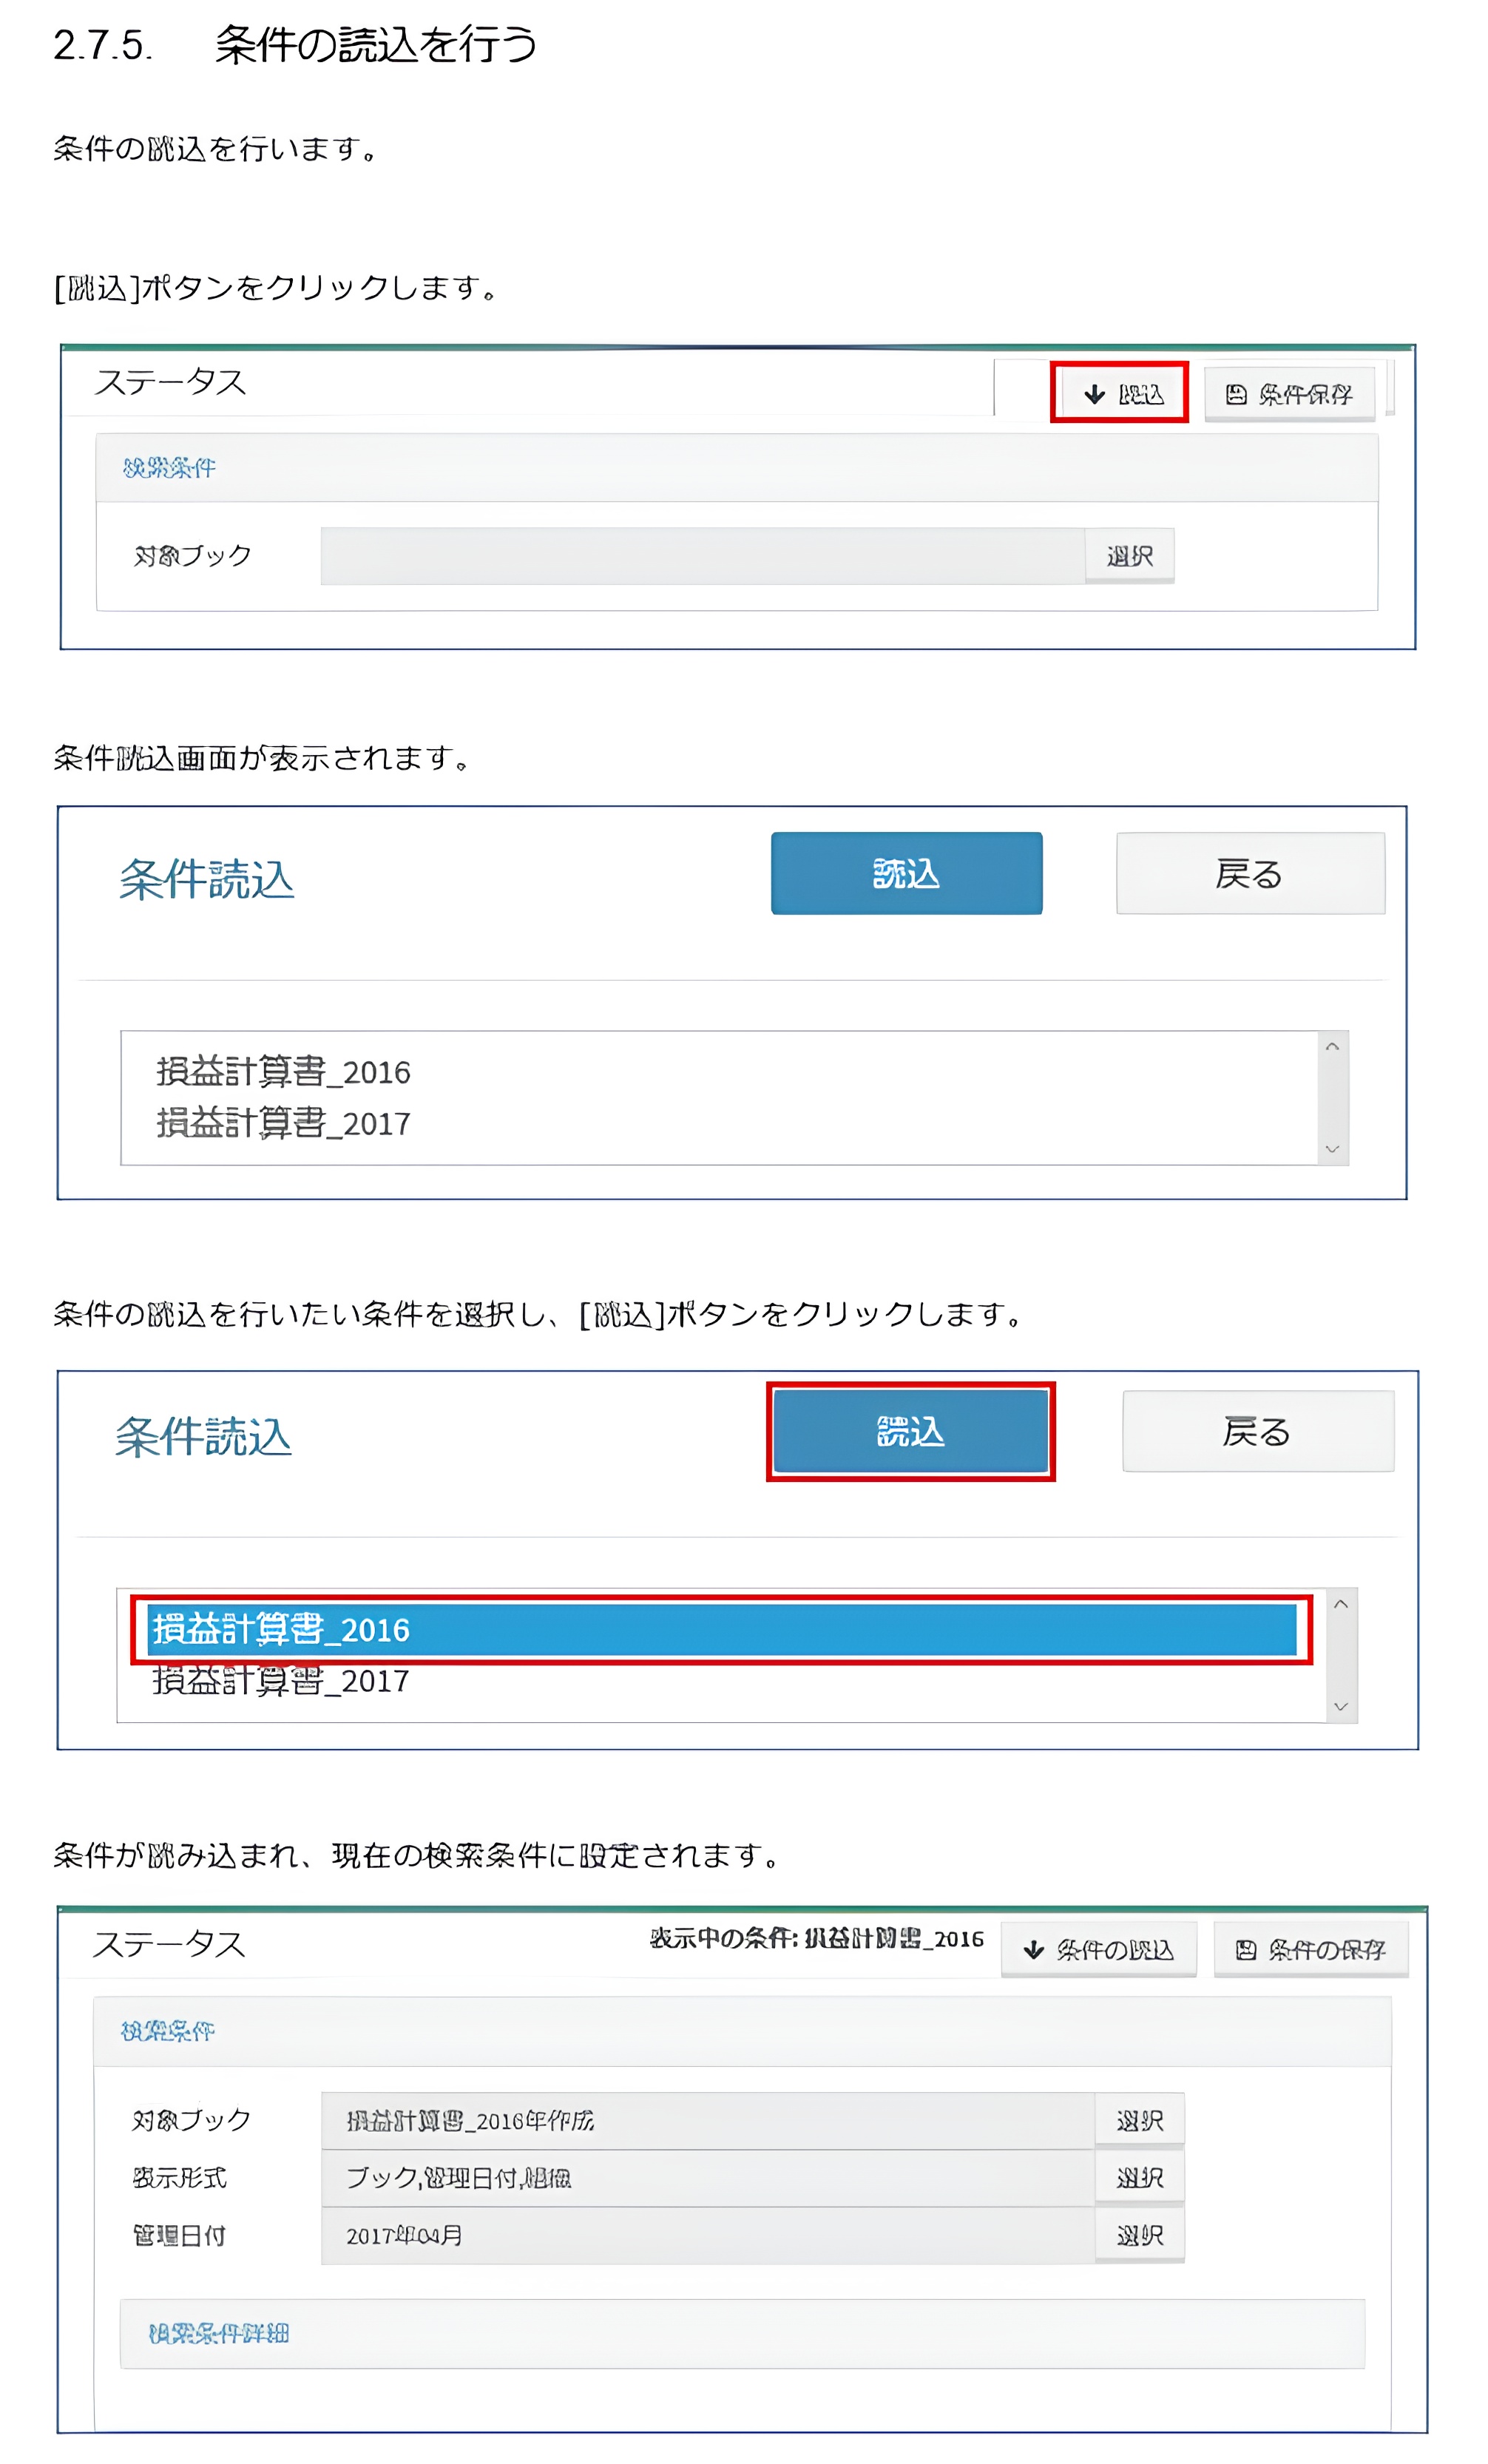 2.7.5. 条件の読込を行う
条件の読込を行います。
[読込]ボタンをクリックします。
ステータス
読込
条件保存
検索条件
対象ブック
選択
条件読込画面が表示されます。
条件読込
読込
戻る
損益計算書_2016
損益計算書_2017
条件の読込を行いたい条件を選択し、[読込]ボタンをクリックします。
条件読込
読込
戻る
損益計算書_2016
損益計算書_2017
条件が読み込まれ、現在の検索条件に設定されます。
ステータス
表示中の条件: 損益計算書_2016
条件の読込
条件の保存
検索条件
対象ブック
損益計算書_2016年作成
選択
表示形式
ブック,管理日付,組織
選択
管理日付
2017年04月
選択
検索条件詳細